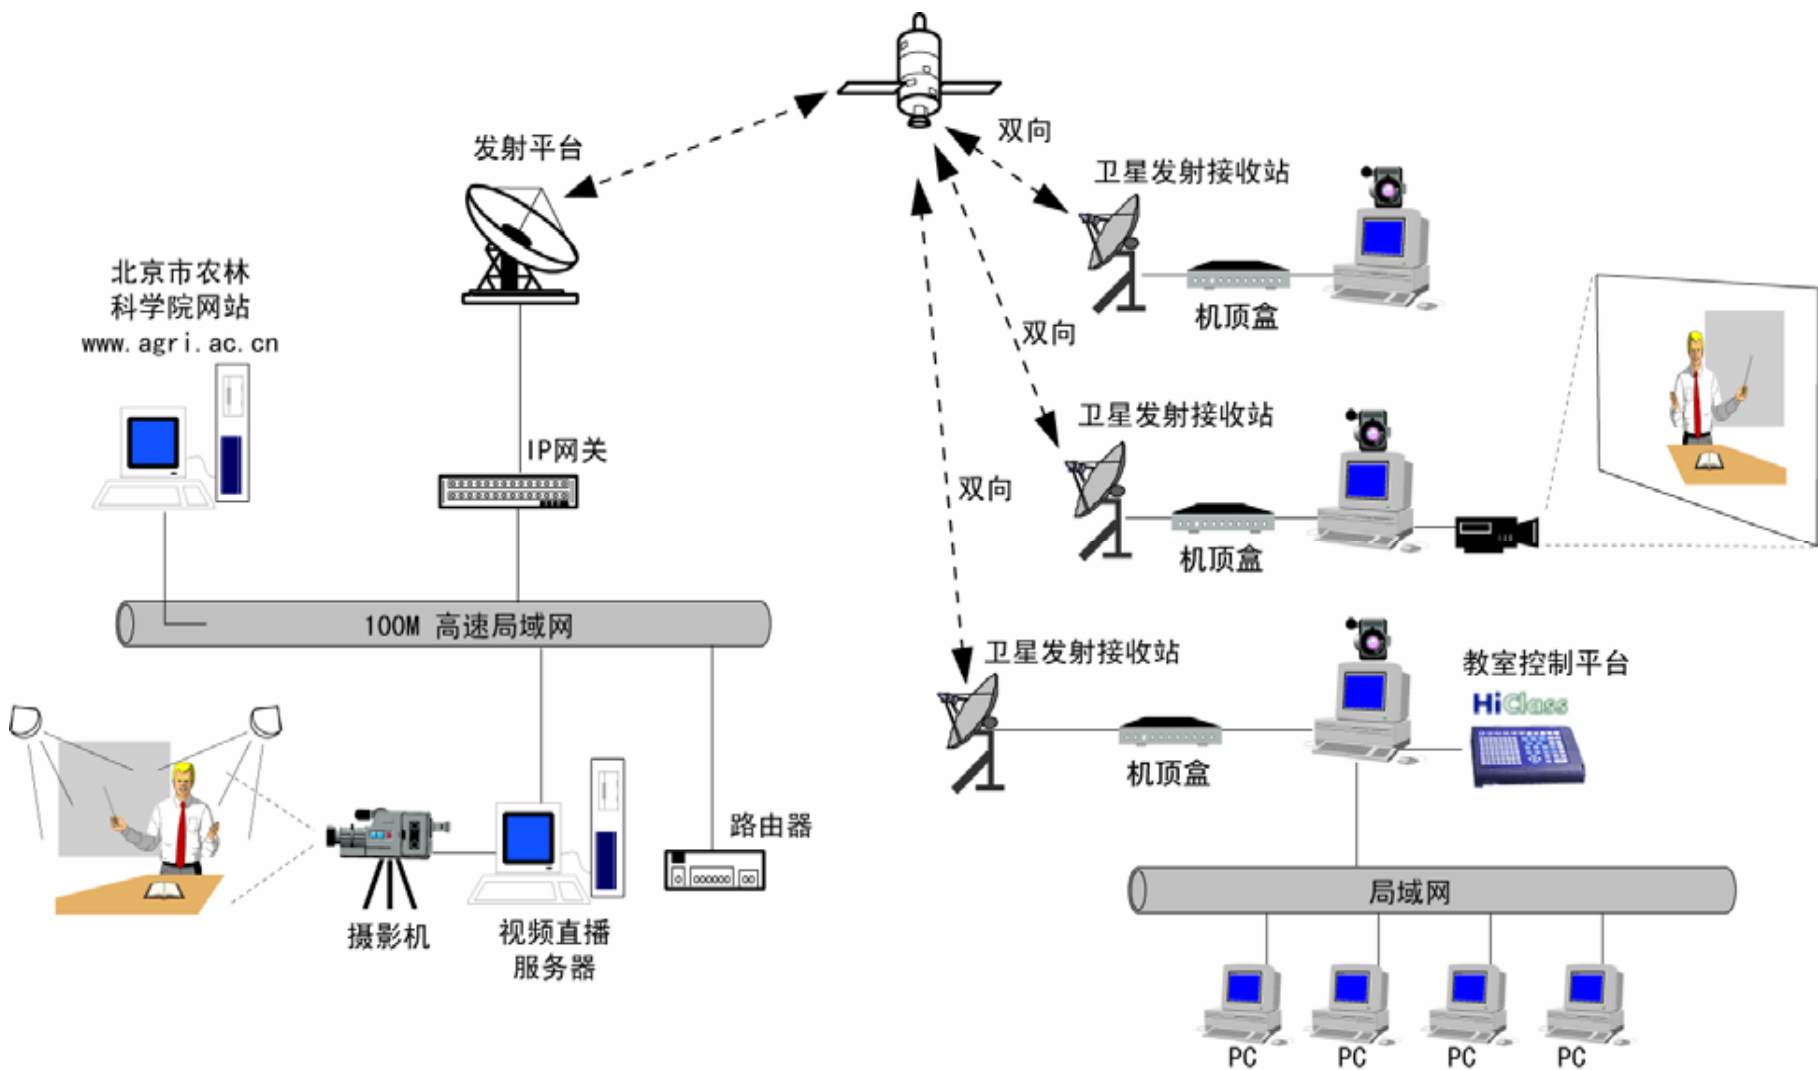 双向
发射平台
卫星发射接收站
北京市农林
科学院网站
www.agri.ac.cn
机顶盒
双向
卫星发射接收站
IP网关
双向
机顶盒
100M 高速局域网
卫星发射接收站
教室控制平台
HiClass
机顶盒
路由器
局域网
摄影机
视频直播
服务器
PC
PC
PC
PC